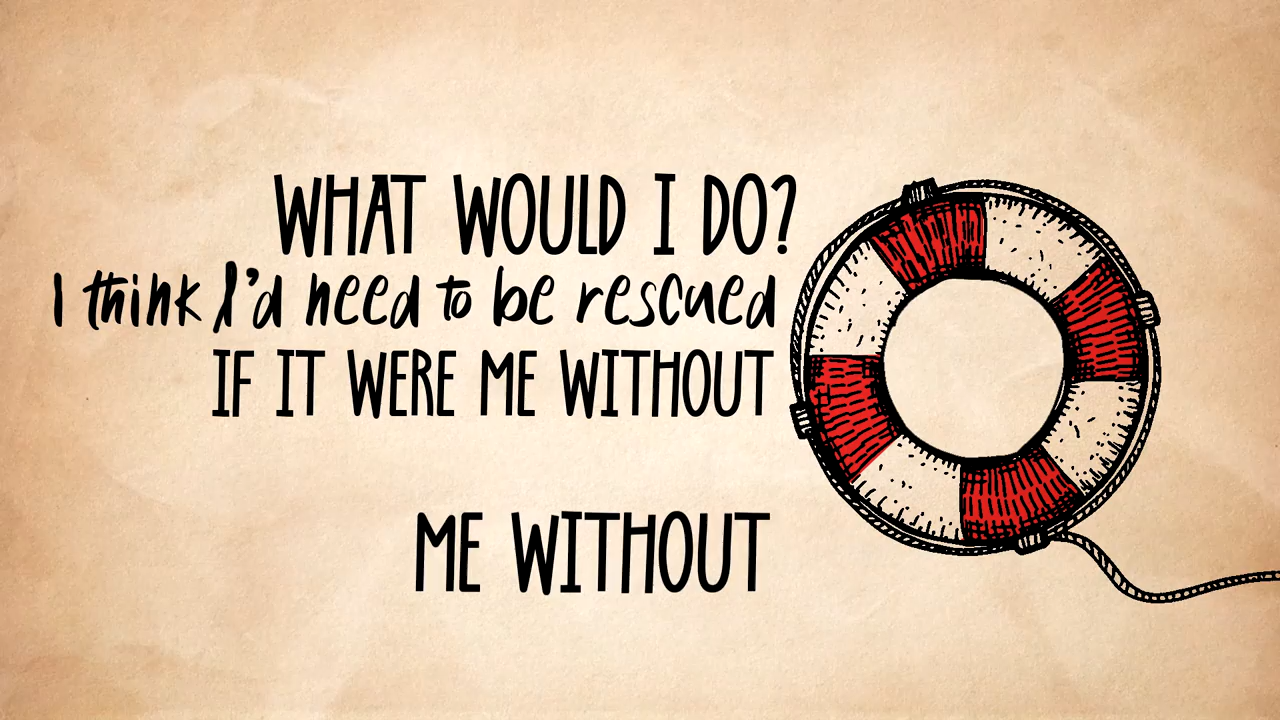 WHAT WOULD I DO?
I think I'd need to be rescued
IF IT WERE ME WITHOUT
ME WITHOUT